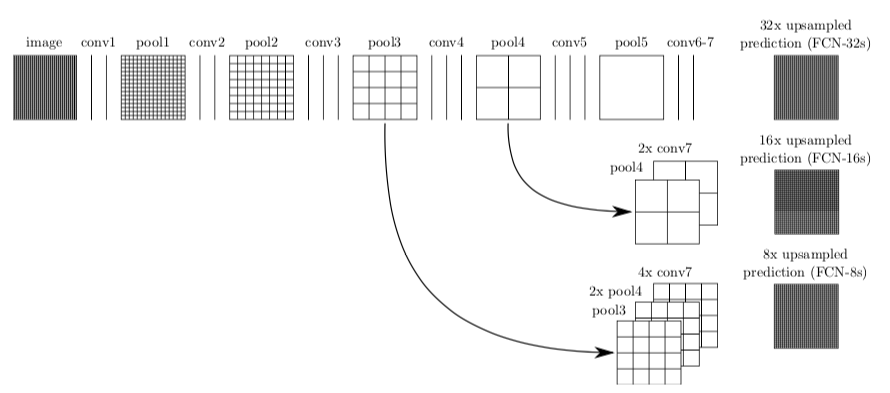 image conv1 pool1 conv2 pool2 conv3 pool3 conv4 pool4 conv5 pool5 conv6-7
32x upsampled
prediction (FCN-32s)
16x upsampled
prediction (FCN-16s)
2x conv7
pool4
8x upsampled
prediction (FCN-8s)
4x conv7
2x pool4
pool3